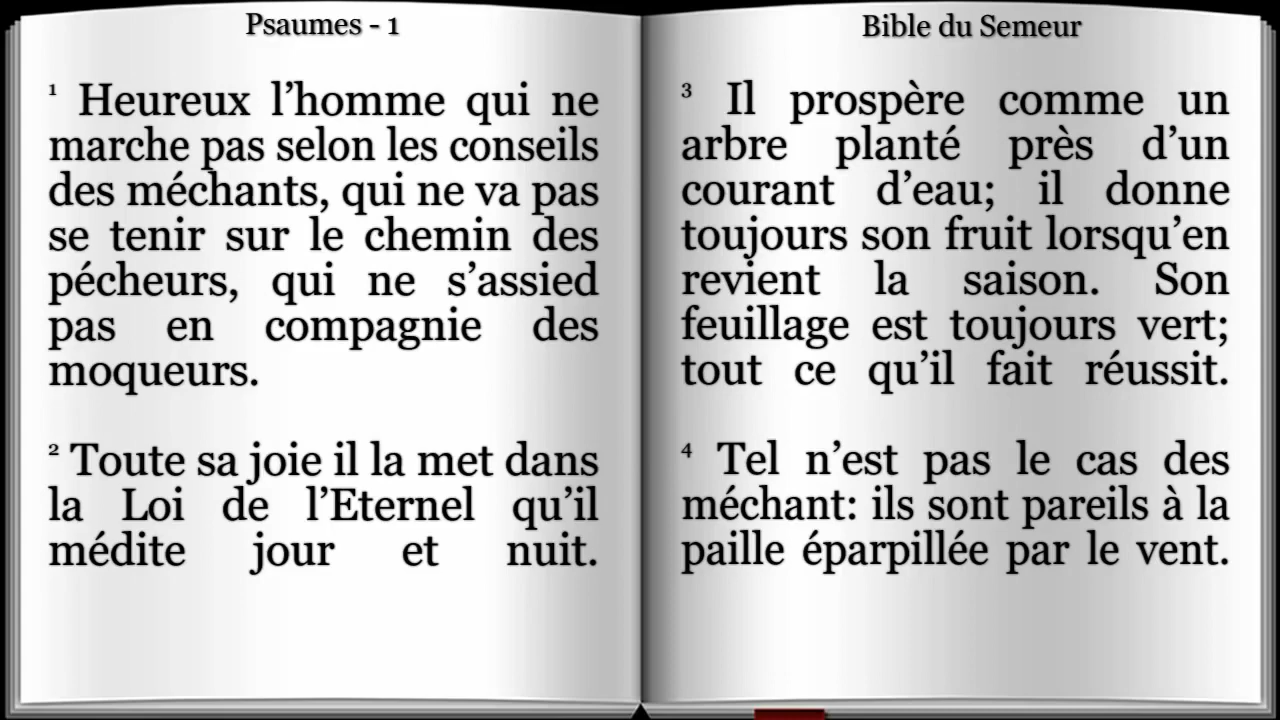 Psaumes - 1
¹ Heureux l’homme qui ne
marche pas selon les conseils
des méchants, qui ne va pas
se tenir sur le chemin des
pécheurs, qui ne s’assied
pas en compagnie des
moqueurs.
² Toute sa joie il la met dans
la Loi de l’Eternel qu’il
médite jour et nuit.
Bible du Semeur
³ Il prospère comme un
arbre planté près d’un
courant d’eau; il donne
toujours son fruit lorsqu’en
revient la saison. Son
feuillage est toujours vert;
tout ce qu’il fait réussit.
⁴ Tel n’est pas le cas des
méchant: ils sont pareils à la
paille éparpillée par le vent.